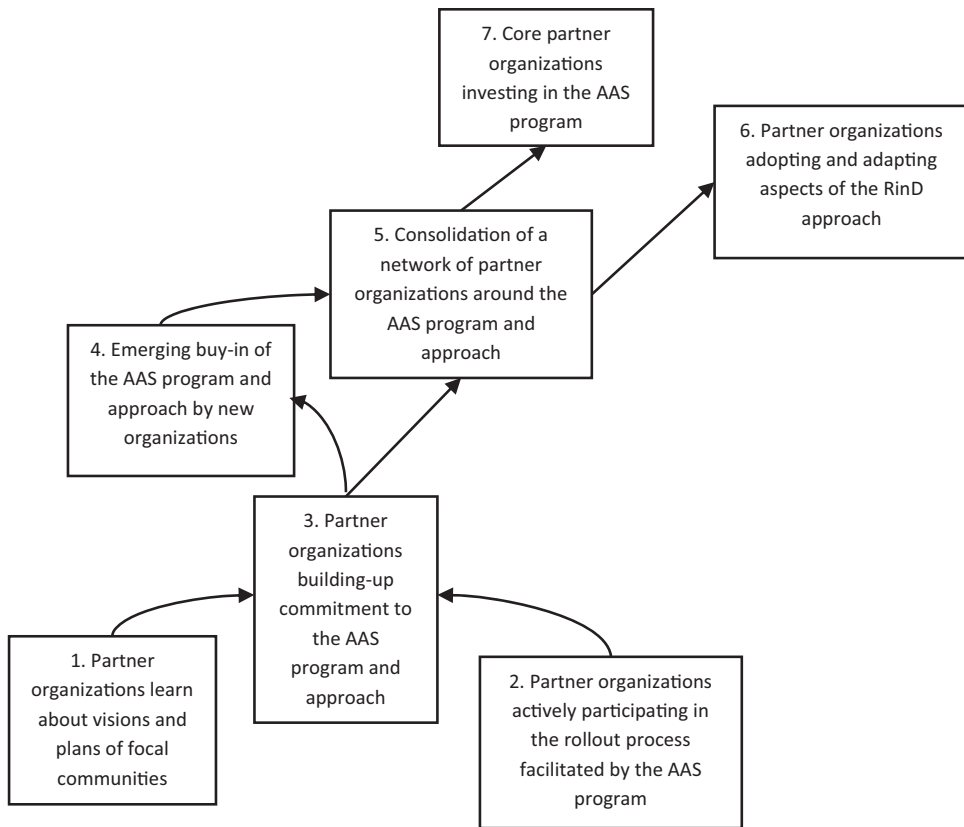 7. Core partner
organizations
investing in the AAS
program
6. Partner organizations
adopting and adapting
aspects of the RinD
approach
5. Consolidation of a
network of partner
organizations around the
AAS program and
approach
4. Emerging buy-in of
the AAS program and
approach by new
organizations
3. Partner
organizations
building-up
commitment to
the AAS
program and
approach
1. Partner
organizations learn
about visions and
plans of focal
communities
2. Partner organizations
actively participating in
the rollout process
facilitated by the AAS
program